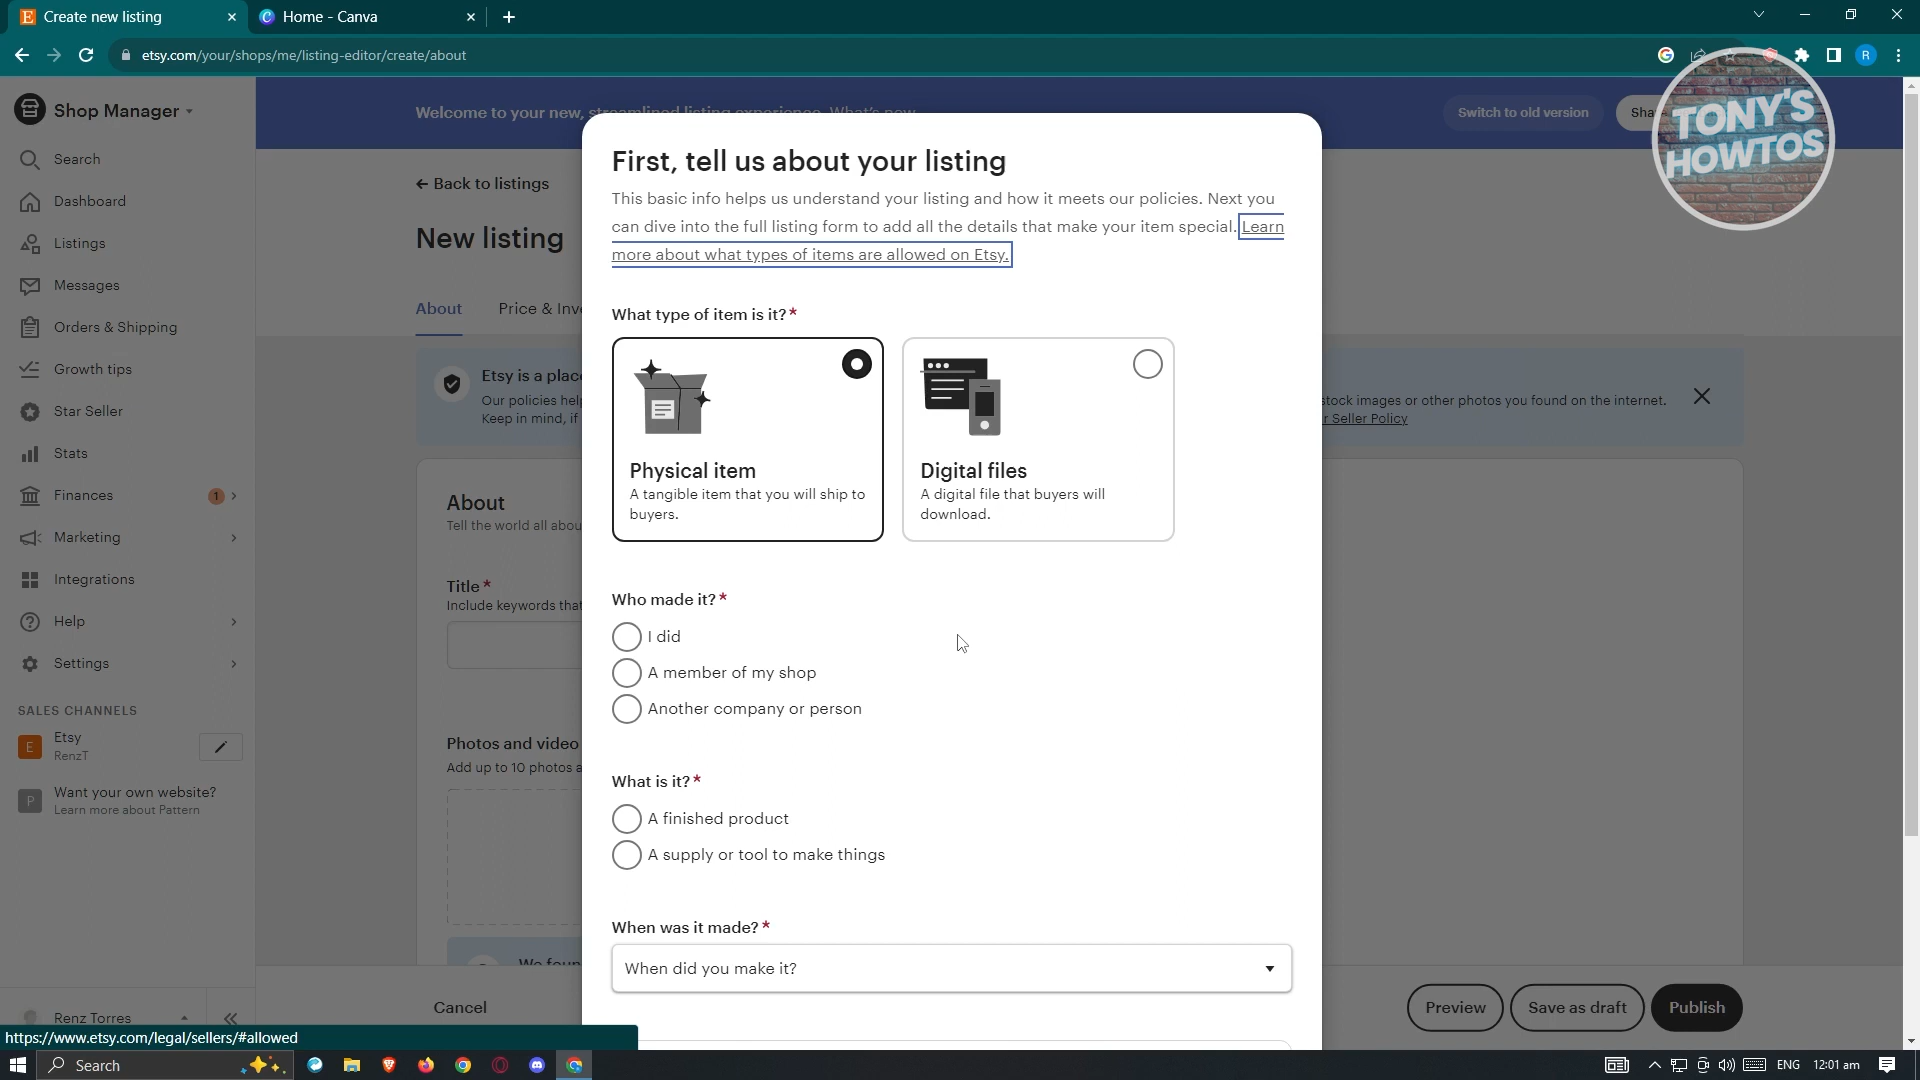 Create new listing
Home - Canva
etsy.com/your/shops/me/listing-editor/create/about
R
TONY'S
HOWTOS
Shop Manager
Search
Dashboard
Listings
Messages
Orders & Shipping
Growth tips
Star Seller
Stats
Finances
1
Marketing
Integrations
Help
Settings
SALES CHANNELS
E
Etsy
RenzT
P
Want your own website?
Learn more about Pattern
Renz Torres
Welcome to your new, streamlined listing experience. What's new
Switch to old version
Sha
Back to listings
New listing
About
Price & Inve
Etsy is a place
Our policies help
stock images or other photos you found on the internet.
Keep in mind, if
r Seller Policy
About
Tell the world all abou
Title*
Include keywords that
Photos and video
Add up to 10 photos a
We foun
Cancel
Preview
Save as draft
Publish
First, tell us about your listing
This basic info helps us understand your listing and how it meets our policies. Next you
can dive into the full listing form to add all the details that make your item special. Learn
more about what types of items are allowed on Etsy.
What type of item is it?*
Physical item
A tangible item that you will ship to
buyers.
Digital files
A digital file that buyers will
download.
Who made it?*
I did
A member of my shop
Another company or person
What is it?*
A finished product
A supply or tool to make things
When was it made?*
When did you make it?
https://www.etsy.com/legal/sellers/#allowed
Search
ENG
12:01 am